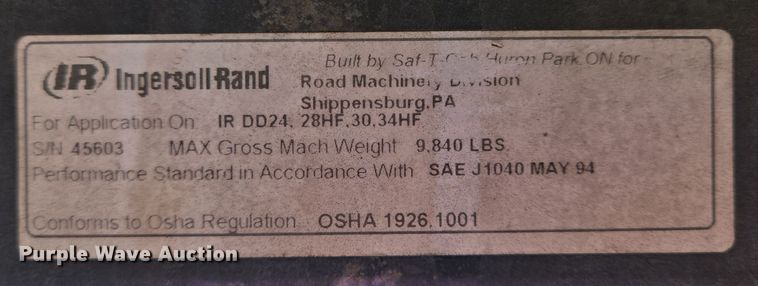 Built by Saf-T-Cab Huron Park,ON for
IR Ingersoll Rand
Road Machinery Division
Shippensburg,PA
For Application On IR DD24, 28HF,30,34HF
S/N 45603 MAX Gross Mach Weight 9,840 LBS.
Performance Standard in Accordance With SAE J1040 MAY 94
Conforms to Osha Regulation OSHA 1926.1001
Purple Wave Auction